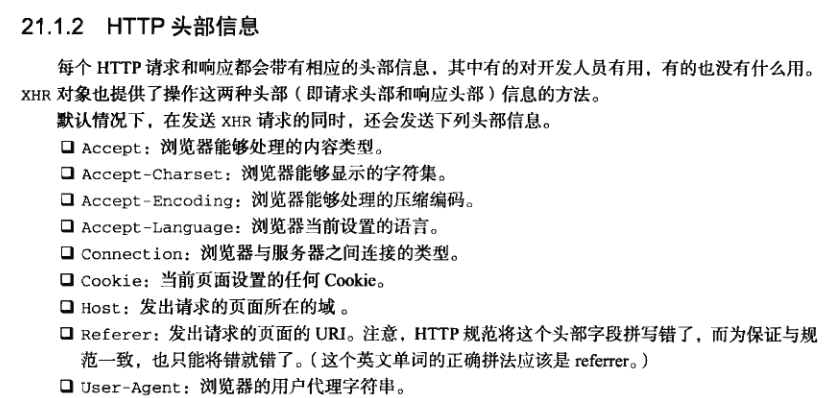 21.1.2 HTTP 头部信息
每个 HTTP 请求和响应都会带有相应的头部信息，其中有的对开发人员有用，有的也没有什么用。
XHR 对象也提供了操作这两种头部（即请求头部和响应头部）信息的方法。
默认情况下，在发送 XHR 请求的同时，还会发送下列头部信息。
❑ Accept：浏览器能够处理的内容类型。
❑ Accept-Charset：浏览器能够显示的字符集。
❑ Accept-Encoding：浏览器能够处理的压缩编码。
❑ Accept-Language：浏览器当前设置的语言。
❑ Connection：浏览器与服务器之间连接的类型。
❑ Cookie：当前页面设置的任何 Cookie。
❑ Host：发出请求的页面所在的域 。
❑ Referer：发出请求的页面的 URI。注意，HTTP 规范将这个头部字段拼写错了，而为保证与规
范一致，也只能将错就错了。（这个英文单词的正确拼法应该是 referrer。）
❑ User-Agent：浏览器的用户代理字符串。